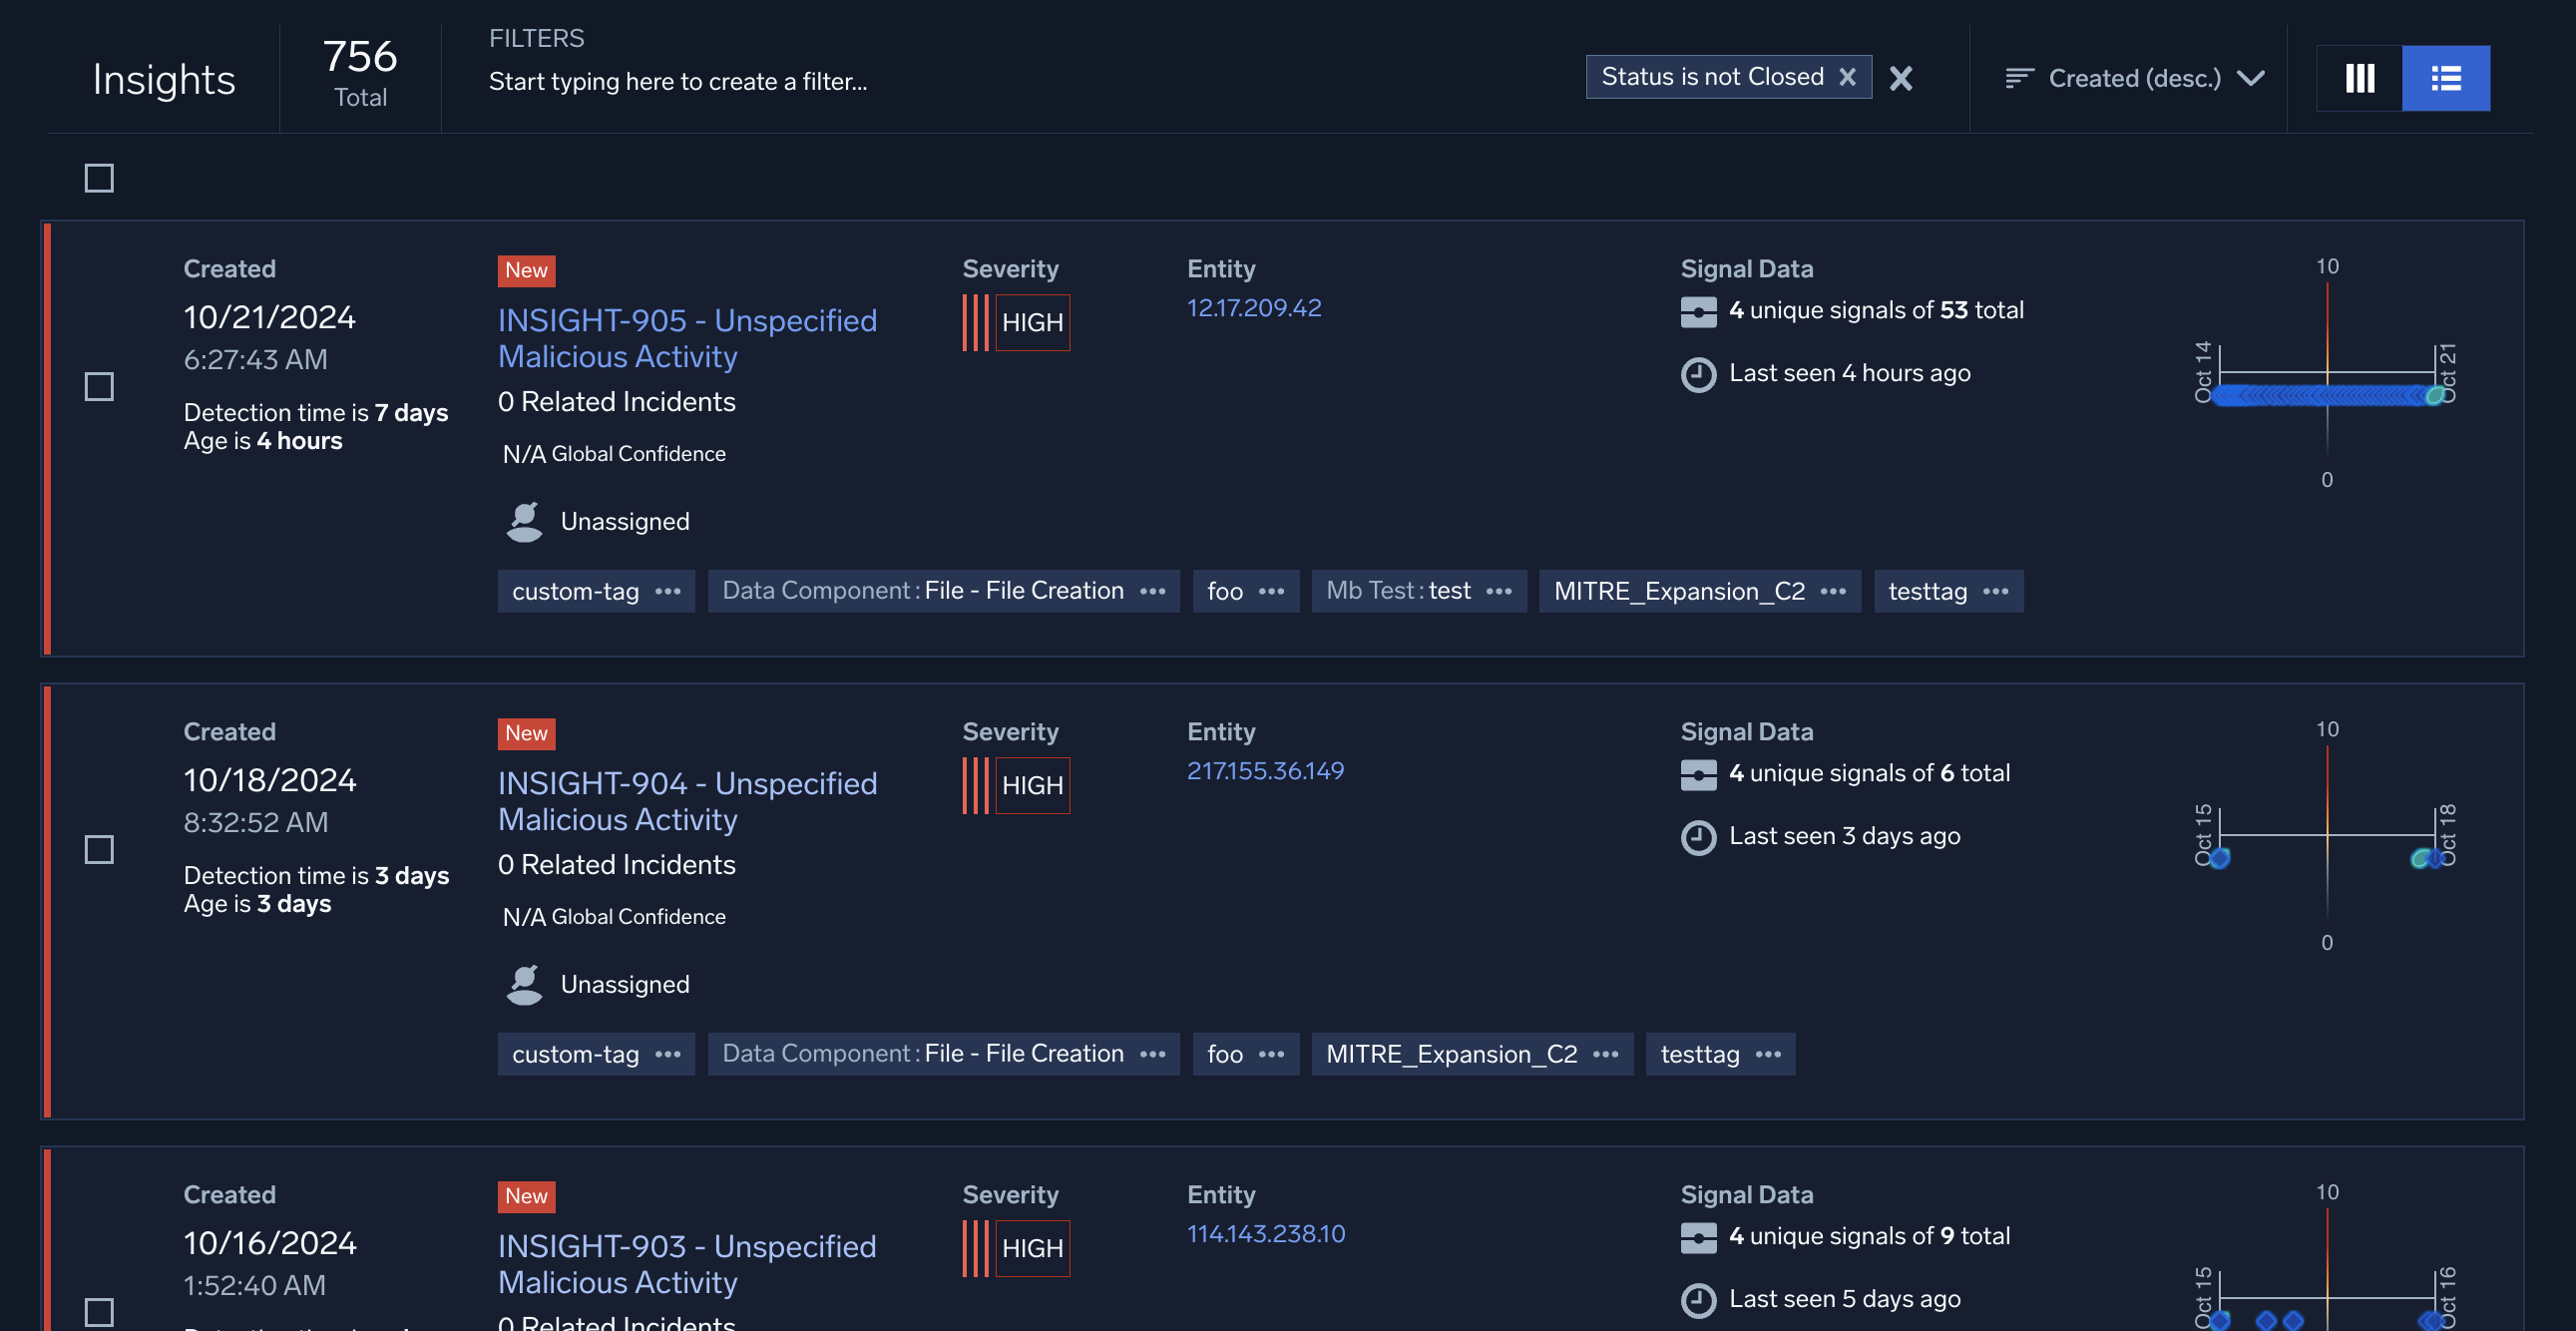 Insights
756
Total
FILTERS
Start typing here to create a filter...
Status is not Closed
Created (desc.)
Created
10/21/2024
6:27:43 AM
Detection time is 7 days
Age is 4 hours
New
INSIGHT-905 - Unspecified
Malicious Activity
0 Related Incidents
N/A Global Confidence
Unassigned
Severity
HIGH
Entity
12.17.209.42
Signal Data
4 unique signals of 53 total
Last seen 4 hours ago
10
Oct 14
Oct 21
0
custom-tag
Data Component: File - File Creation
foo
Mb Test: test
MITRE_Expansion_C2
testtag
Created
10/18/2024
8:32:52 AM
Detection time is 3 days
Age is 3 days
New
INSIGHT-904 - Unspecified
Malicious Activity
0 Related Incidents
N/A Global Confidence
Unassigned
Severity
HIGH
Entity
217.155.36.149
Signal Data
4 unique signals of 6 total
Last seen 3 days ago
10
Oct 15
Oct 18
0
custom-tag
Data Component: File - File Creation
foo
MITRE_Expansion_C2
testtag
Created
10/16/2024
1:52:40 AM
New
INSIGHT-903 - Unspecified
Malicious Activity
0 Related Incidents
Severity
HIGH
Entity
114.143.238.10
Signal Data
4 unique signals of 9 total
Last seen 5 days ago
10
Oct 15
Oct 16